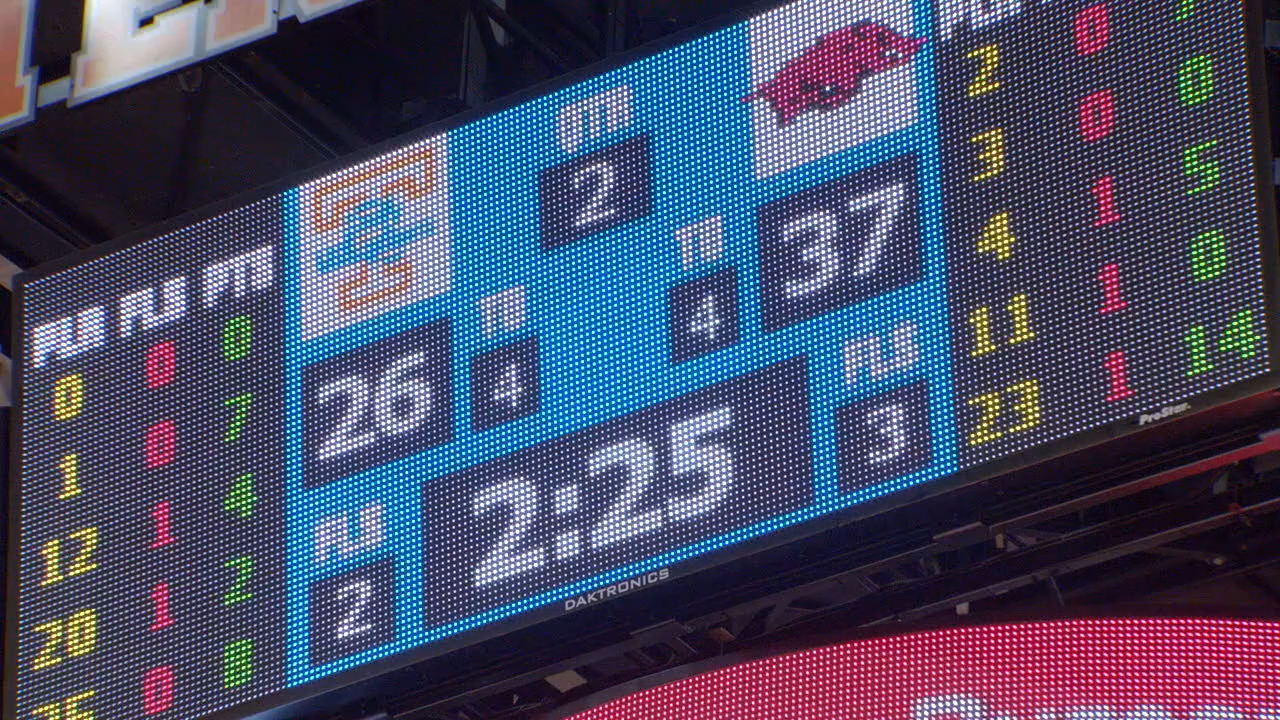 PLR FLS PTS
0 0 0
1 0 7
12 1 4
20 1 2
0 8
QTR
2
26
TO
4
TO
4
37
FLS
2
2:25
FLS
3
2 0
3 0 0
4 1 5
11 1 0
23 1 14
DAKTRONICS
ProStar.